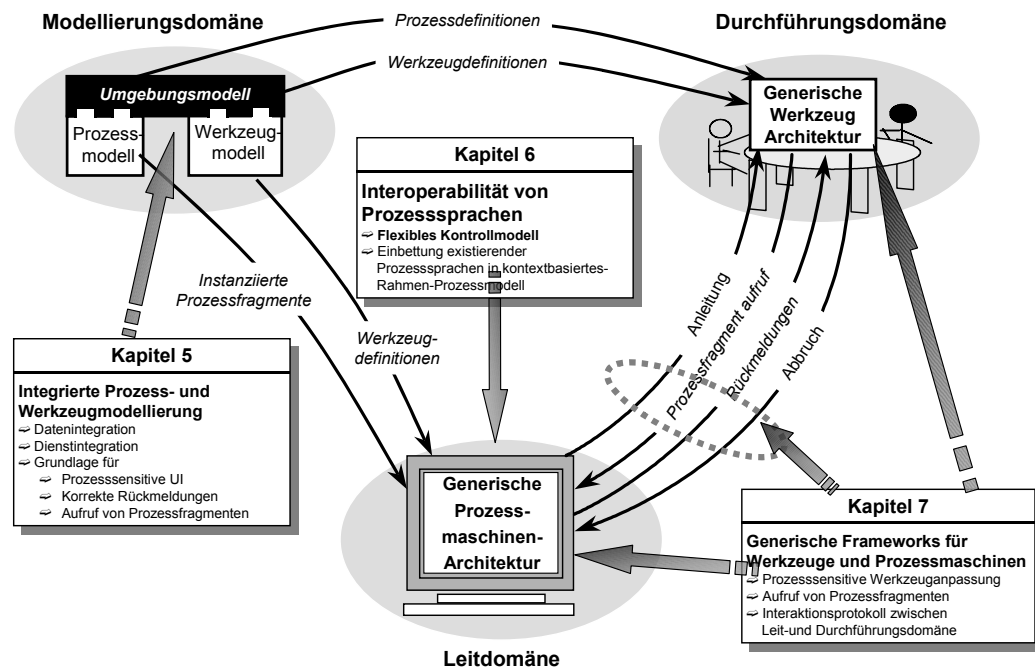 Modellierungsdomäne
Prozessdefinitionen
Durchführungsdomäne
Werkzeugdefinitionen
Umgebungsmodell
Prozess-
modell
Werkzeug-
modell
Generische
Werkzeug
Architektur
Kapitel 6
Interoperabilität von
Prozesssprachen
➫ Flexibles Kontrollmodell
➫ Einbettung existierender
Prozesssprachen in kontextbasiertes-
Rahmen-Prozessmodell
Instanziierte
Prozessfragmente
Werkzeug-
definitionen
Anleitung
Prozessfragment aufruf
Rückmeldungen
Abbruch
Kapitel 5
Integrierte Prozess- und
Werkzeugmodellierung
➫ Datenintegration
➫ Dienstintegration
➫ Grundlage für
➫ Prozesssensitive UI
➫ Korrekte Rückmeldungen
➫ Aufruf von Prozessfragmenten
Generische
Prozess-
maschinen-
Architektur
Kapitel 7
Generische Frameworks für
Werkzeuge und Prozessmaschinen
➫ Prozesssensitive Werkzeuganpassung
➫ Aufruf von Prozessfragmenten
➫ Interaktionsprotokoll zwischen
Leit-und Durchführungsdomäne
Leitdomäne